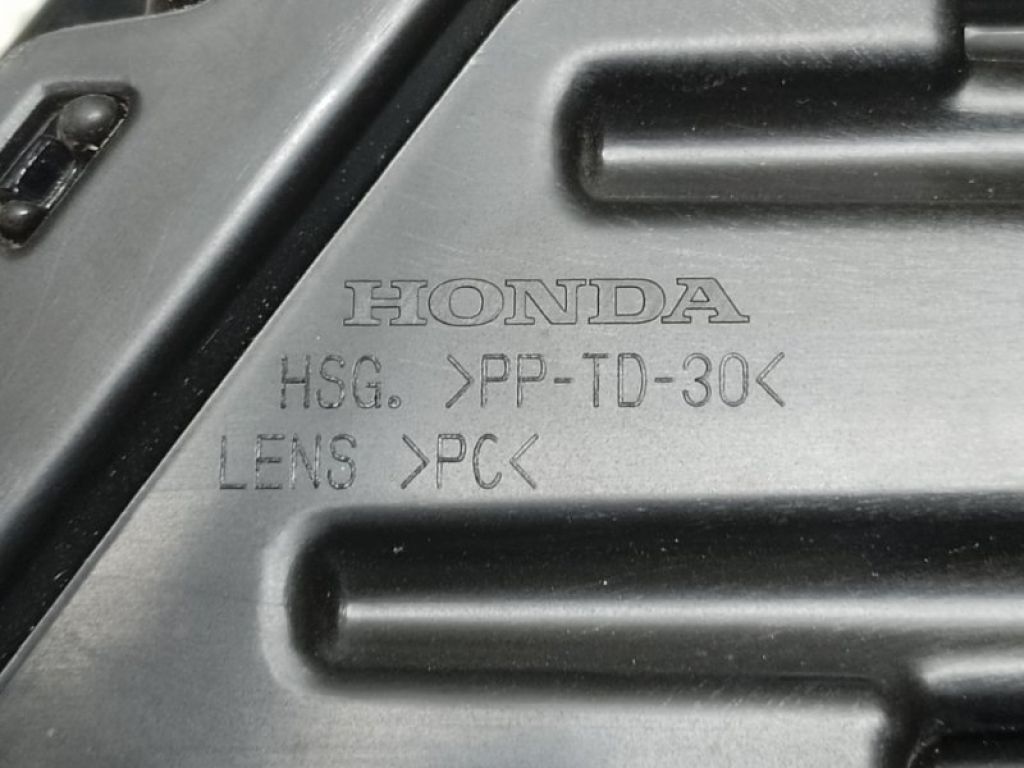 HONDA
HSG. >PP-TD-30<
LENS >PC<